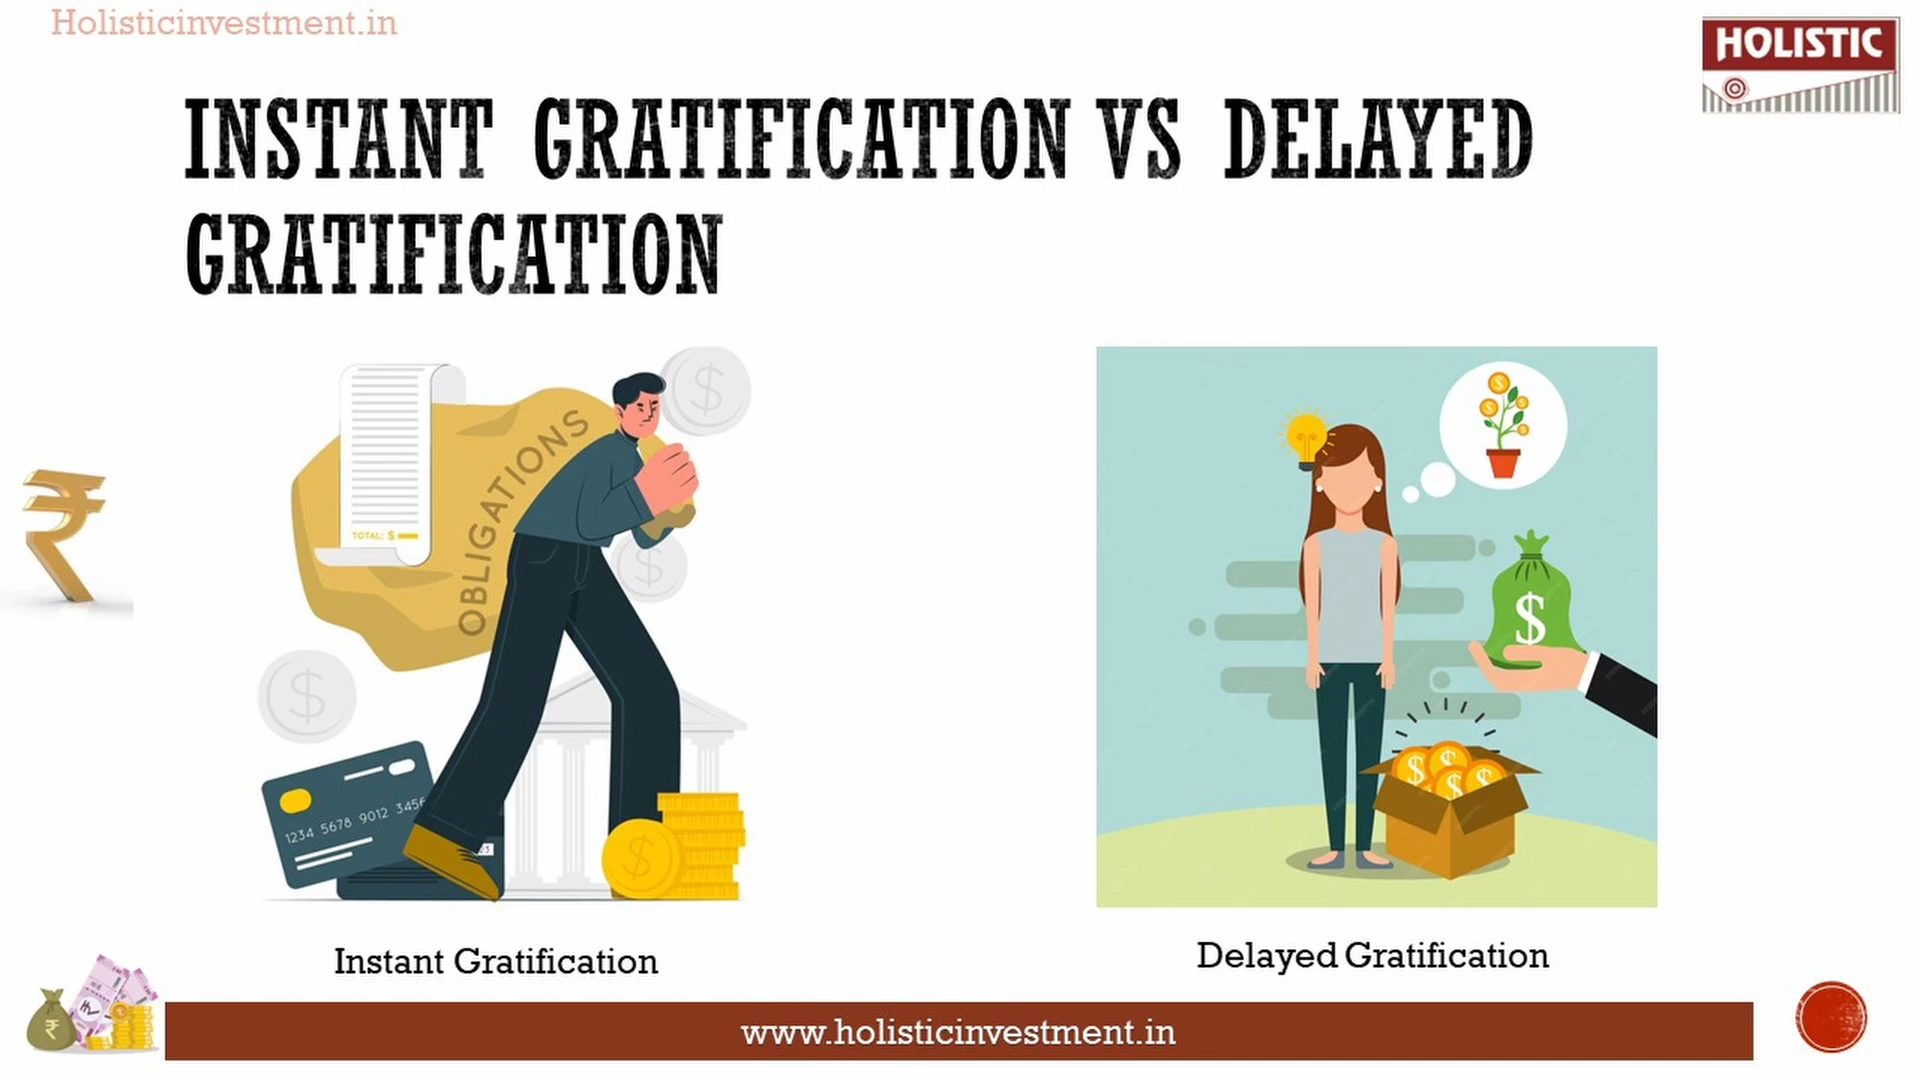 Holisticinvestment.in
HOLISTIC
INSTANT GRATIFICATION VS DELAYED
GRATIFICATION
OBLIGATIONS
TOTAL: $
1234 5678 9012 3456
Instant Gratification
Delayed Gratification
www.holisticinvestment.in